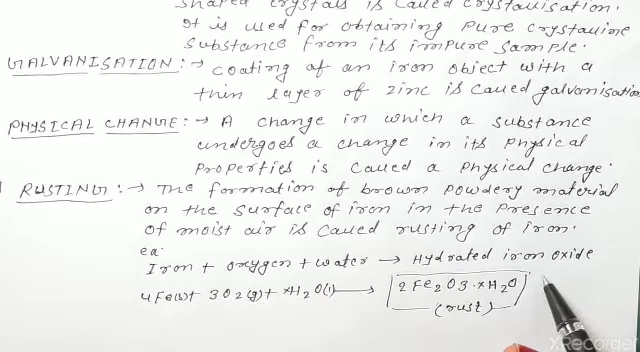 shaped crystals is called crystallisation.
It is used for obtaining pure crystalline
substance from its impure sample.
GALVANISATION :→ coating of an iron object with a
thin layer of zinc is called galvanisation
PHYSICAL CHANGE :→ A change in which a substance
undergoes a change in its physical
properties is called a physical change.
RUSTING :→ The formation of brown powdery material
on the surface of iron in the presence
of moist air is called rusting of iron.
eg.
Iron + oxygen + water → Hydrated iron oxide
4Fe(s) + 3O2(g) + xH2O(l) → 2Fe2O3.xH2O
(rust)
XRecorder